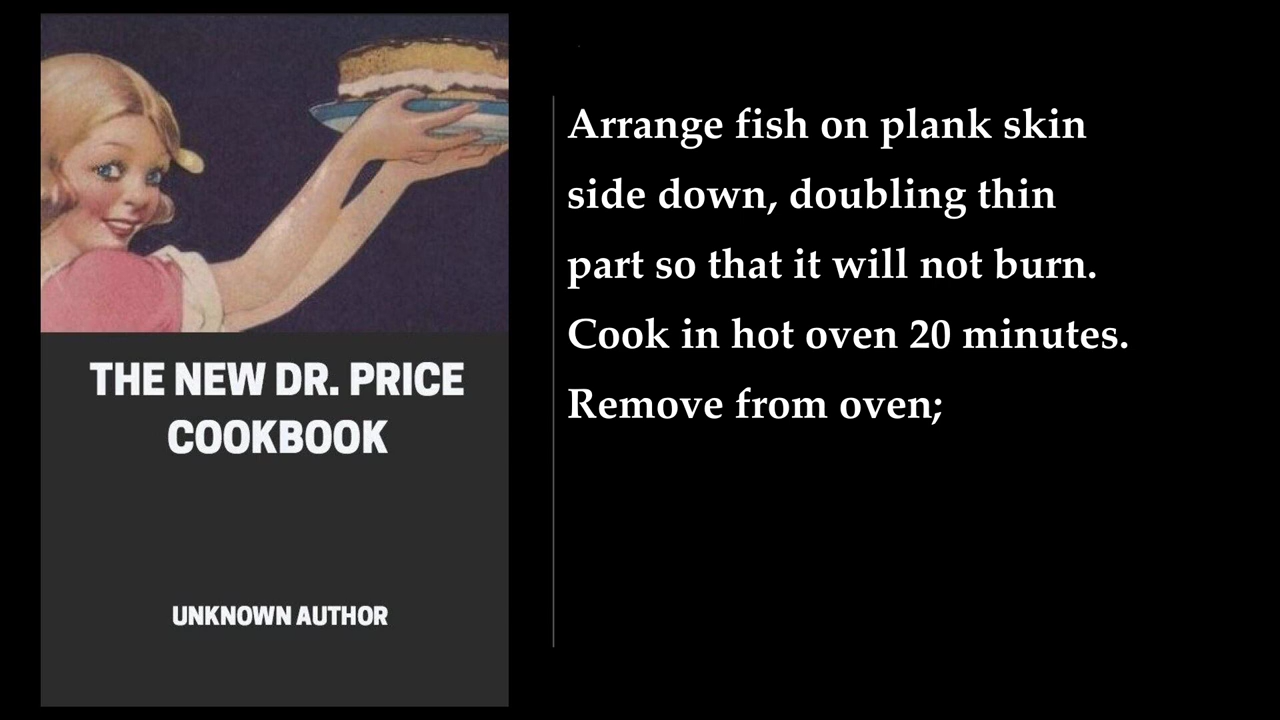 THE NEW DR. PRICE
COOKBOOK
UNKNOWN AUTHOR
Arrange fish on plank skin
side down, doubling thin
part so that it will not burn.
Cook in hot oven 20 minutes.
Remove from oven;